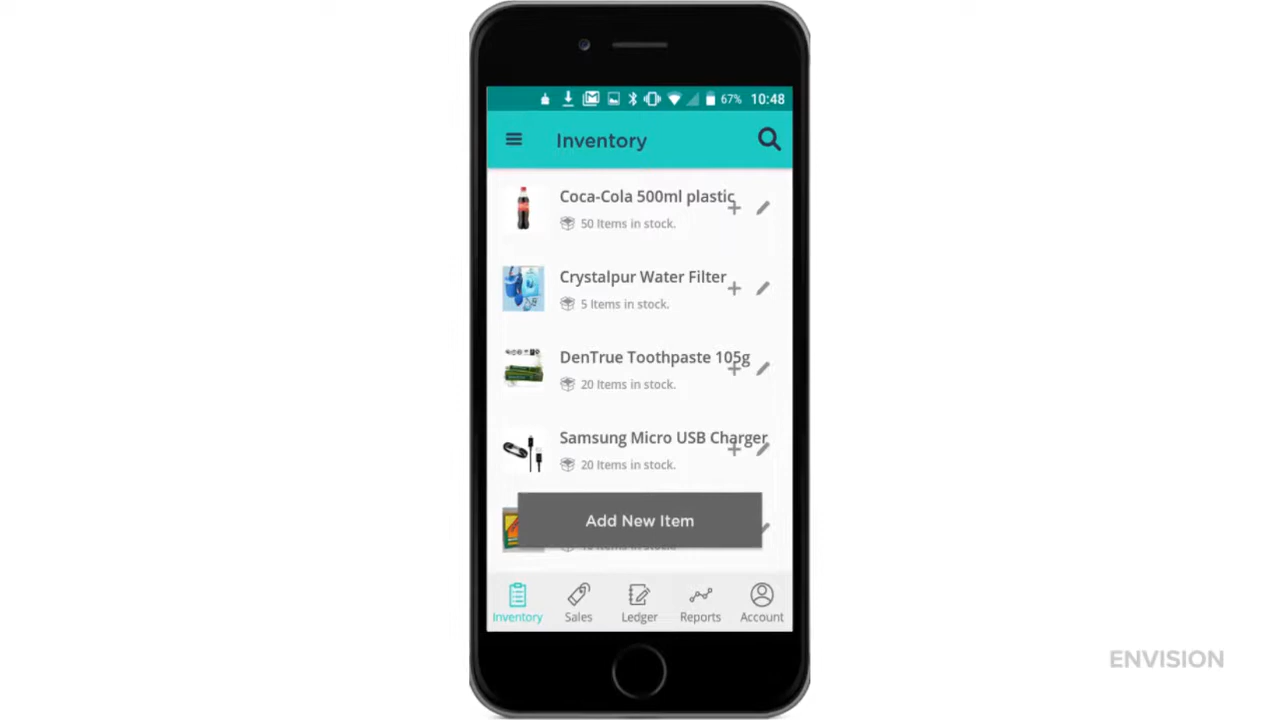 67% 10:48
Inventory
Coca-Cola 500ml plastic
50 Items in stock.
Crystalpur Water Filter
5 Items in stock.
DenTrue Toothpaste 105g
20 Items in stock.
Samsung Micro USB Charger
20 Items in stock.
Add New Item
Inventory Sales Ledger Reports Account
ENVISION